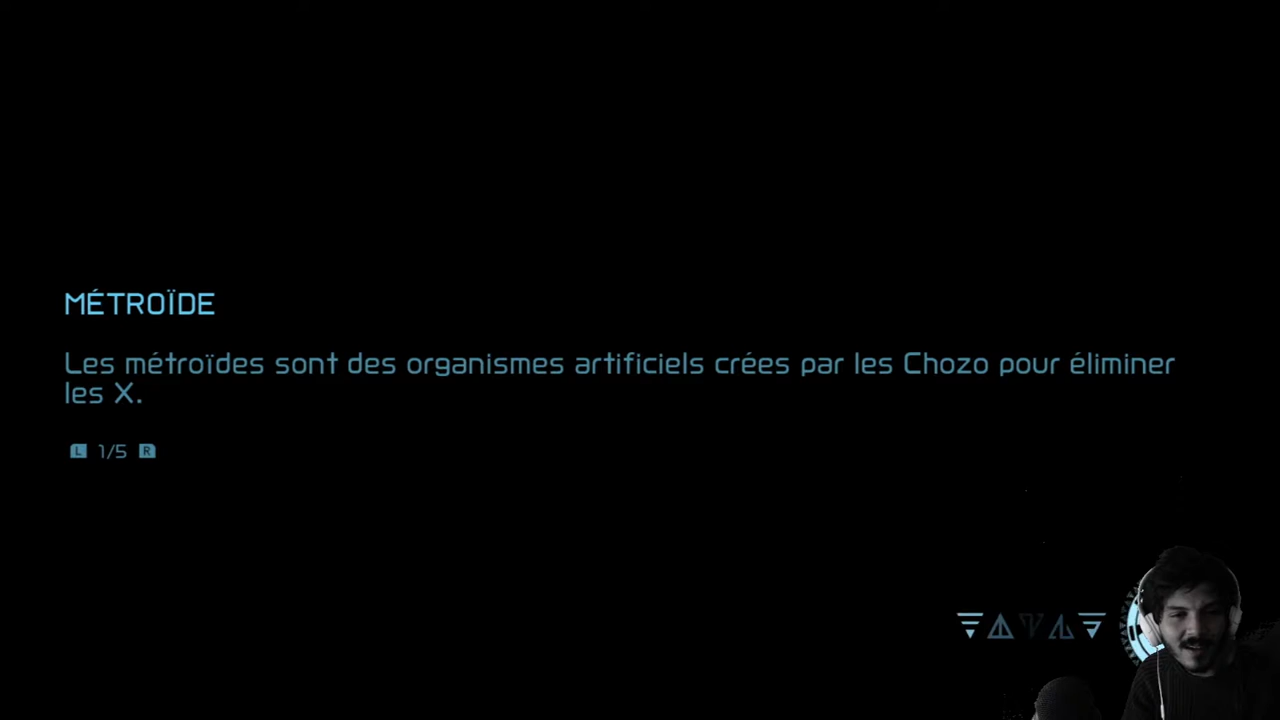 MÉTROÏDE
Les métroïdes sont des organismes artificiels crées par les Chozo pour éliminer
les X.
L 1/5 R